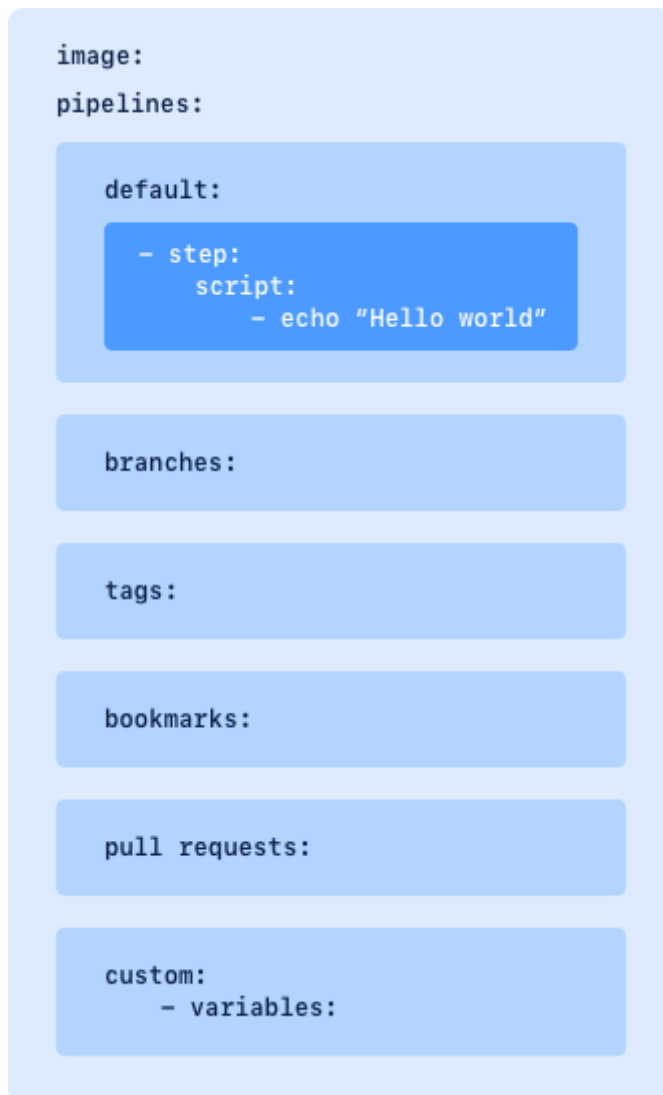 image:
pipelines:
default:
- step:
script:
- echo “Hello world”
branches:
tags:
bookmarks:
pull requests:
custom:
- variables: